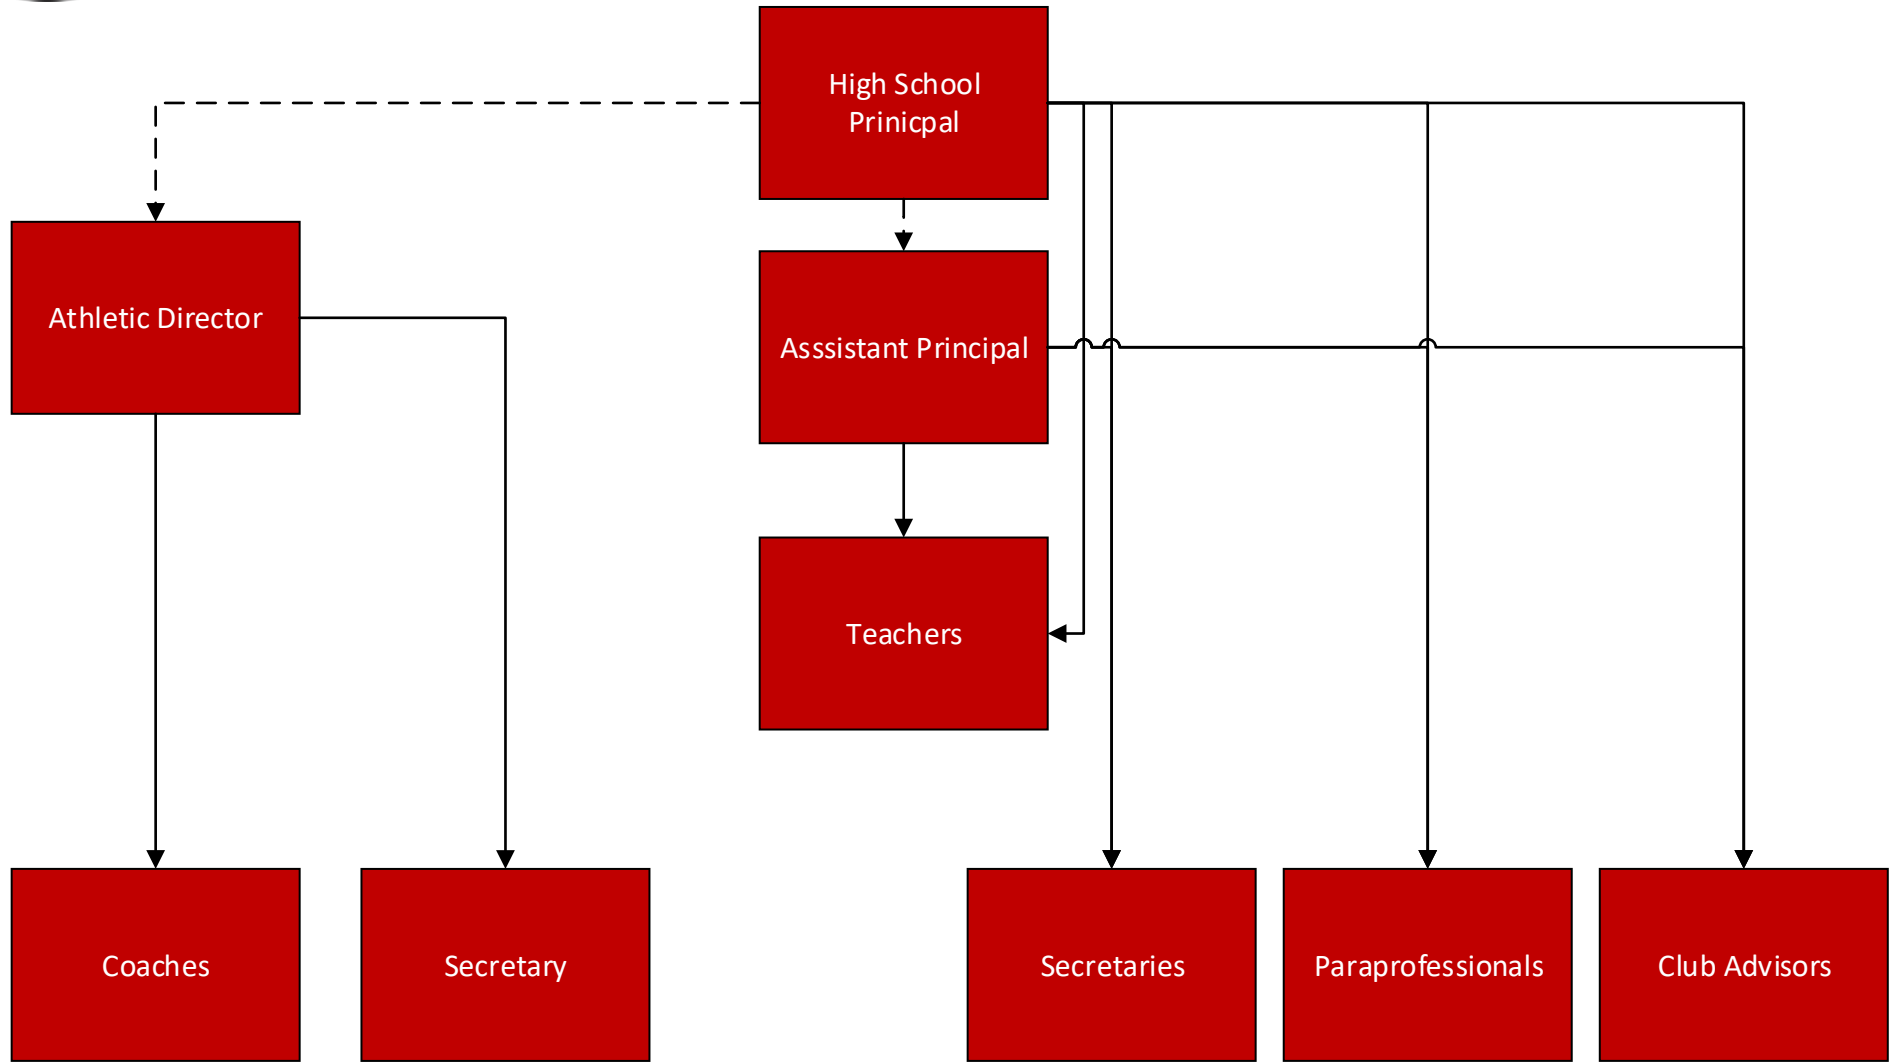 High School
Prinicpal
Athletic Director
Asssistant Principal
Teachers
Coaches
Secretary
Secretaries
Paraprofessionals
Club Advisors